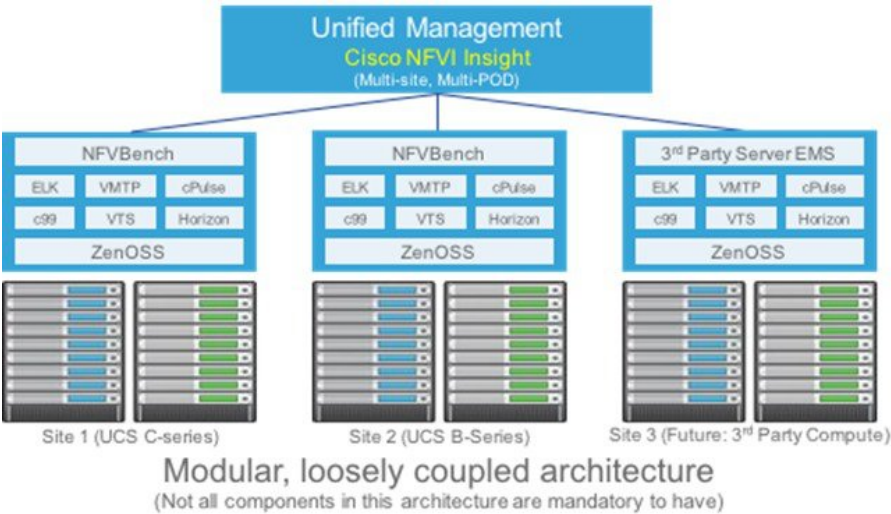 Unified Management
Cisco NFVI Insight
(Multi-site, Multi-POD)
NFVBench
ELK VMTP cPulse
c99 VTS Horizon
ZenOSS
Site 1 (UCS C-series)
NFVBench
ELK VMTP cPulse
c99 VTS Horizon
ZenOSS
Site 2 (UCS B-Series)
3rd Party Server EMS
ELK VMTP cPulse
c99 VTS Horizon
ZenOSS
Site 3 (Future: 3rd Party Compute)
Modular, loosely coupled architecture
(Not all components in this architecture are mandatory to have)